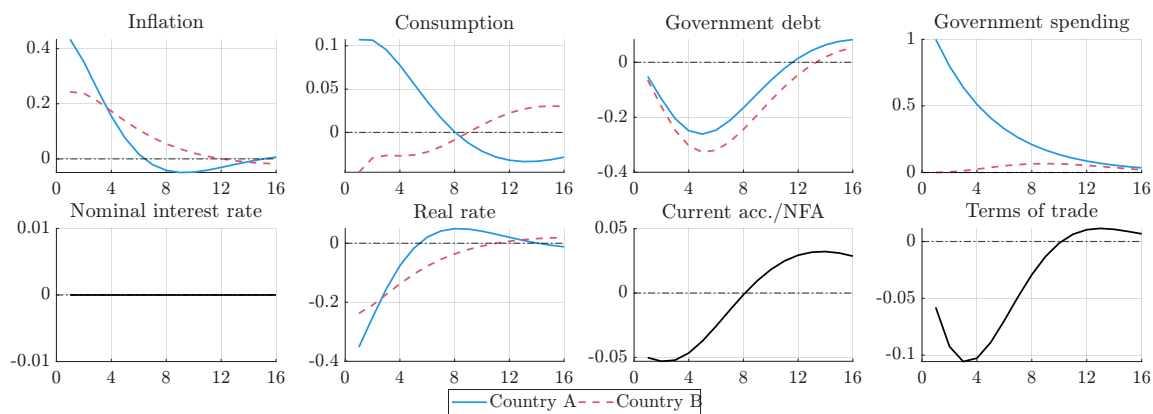 Inflation
Consumption
Government debt
Government spending
0.4
0.2
0
0 4 8 12 16
0.1
0.05
0
0 4 8 12 16
0
-0.2
-0.4
0 4 8 12 16
1
0.5
0
0 4 8 12 16
Nominal interest rate
Real rate
Current acc./NFA
Terms of trade
0.01
0
-0.01
0 4 8 12 16
0
-0.2
-0.4
0 4 8 12 16
0
-0.05
0 4 8 12 16
0
-0.05
-0.1
0 4 8 12 16
Country A
Country B